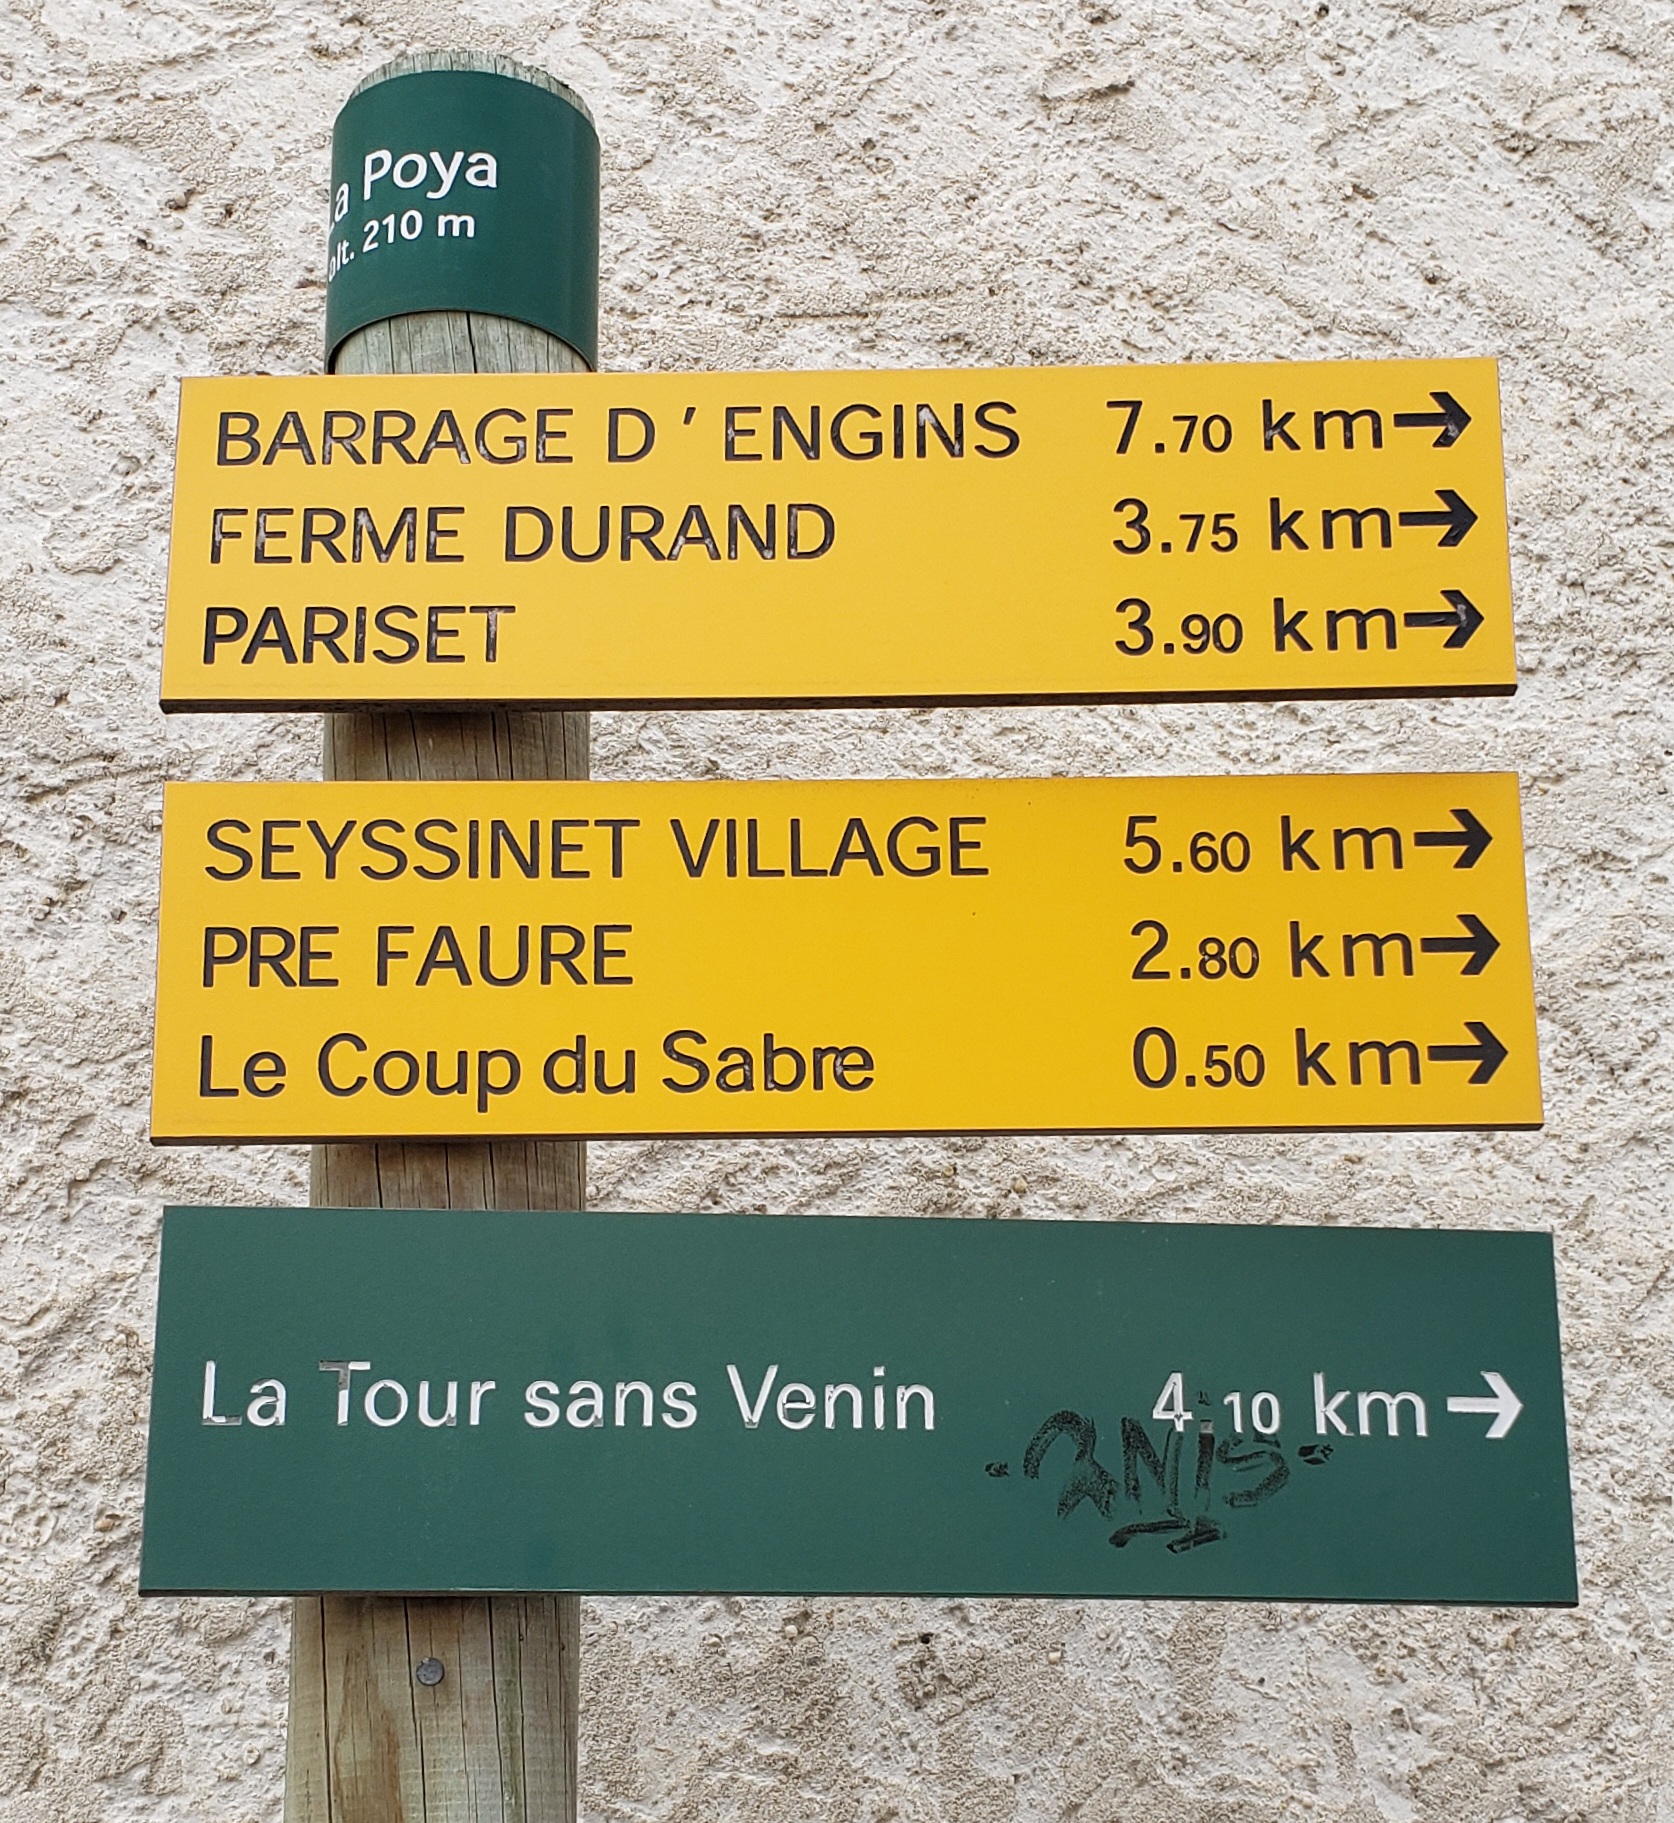 La Poya
alt. 210 m
BARRAGE D'ENGINS 7.70 km →
FERME DURAND 3.75 km →
PARISET 3.90 km →
SEYSSINET VILLAGE 5.60 km →
PRE FAURE 2.80 km →
Le Coup du Sabre 0.50 km →
La Tour sans Venin 4.10 km →